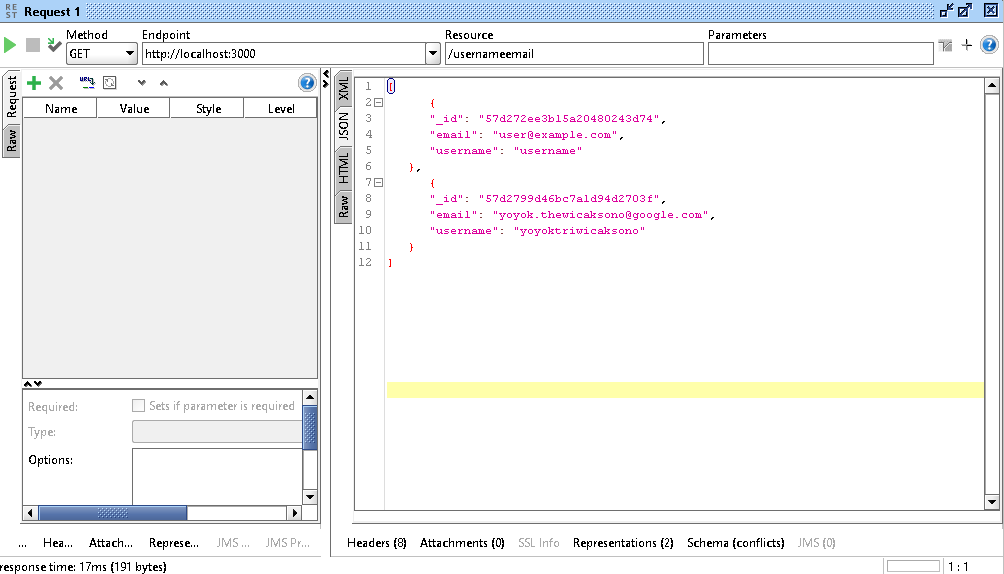 REST Request 1
Method Endpoint Resource Parameters
GET http://localhost:3000 /usernameemail
Request
Raw
Name Value Style Level
Required: Sets if parameter is required
Type:
Options:
... Hea... Attach... Represe... JMS ... JMS Pr...
XML
JSON
HTML
Raw
1 [
2 {
3 "_id": "57d272ee3b15a20480243d74",
4 "email": "user@example.com",
5 "username": "username"
6 },
7 {
8 "_id": "57d2799d46bc7a1d94d2703f",
9 "email": "yoyok.thewicaksono@google.com",
10 "username": "yoyoktriwicaksono"
11 }
12 ]
Headers (8) Attachments (0) SSL Info Representations (2) Schema (conflicts) JMS (0)
response time: 17ms (191 bytes) 1 : 1